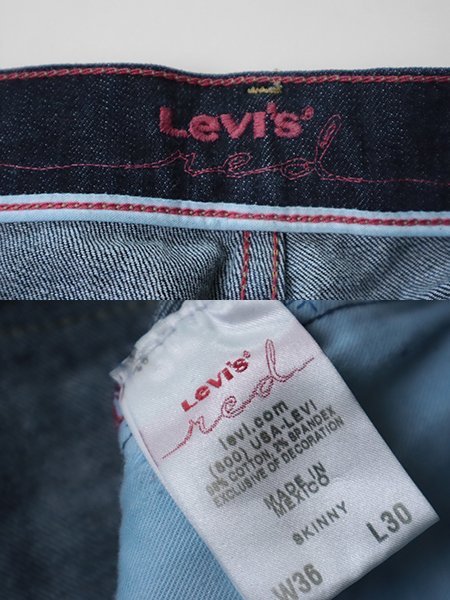 Levi's®
red
Levi's®
red
levi.com
(800) USA-LEVI
98% COTTON, 2% SPANDEX
EXCLUSIVE OF DECORATION
MADE IN
MEXICO
SKINNY
W36 L30